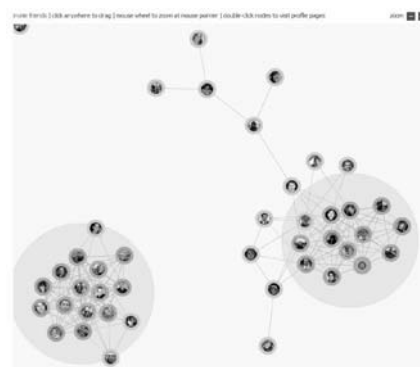 friends | click anywhere to drag | mouse wheel to zoom at mouse pointer | double-click nodes to visit profile pages
zoom: